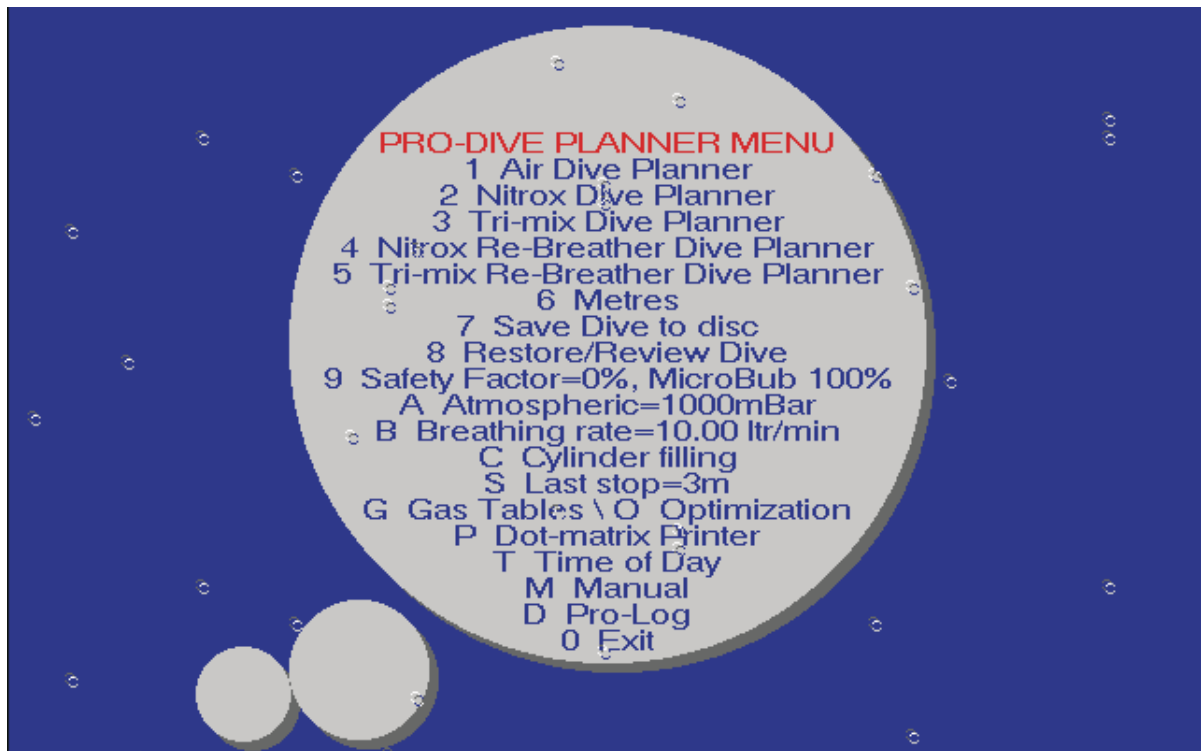 PRO-DIVE PLANNER MENU
1 Air Dive Planner
2 Nitrox Dive Planner
3 Tri-mix Dive Planner
4 Nitrox Re-Breather Dive Planner
5 Tri-mix Re-Breather Dive Planner
6 Metres
7 Save Dive to disc
8 Restore/Review Dive
9 Safety Factor=0%, MicroBub 100%
A Atmospheric=1000mBar
B Breathing rate=10.00 ltr/min
C Cylinder filling
S Last stop=3m
G Gas Tables \ O Optimization
P Dot-matrix Printer
T Time of Day
M Manual
D Pro-Log
0 Exit